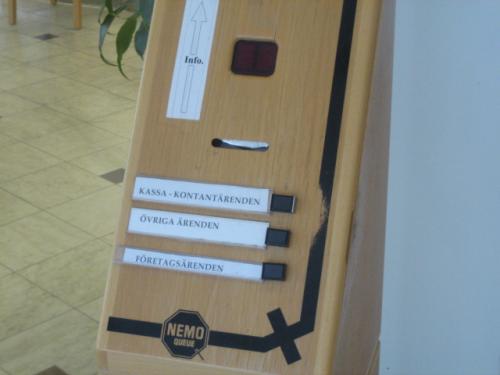 Info.
KASSA - KONTANTÄRENDEN
ÖVRIGA ÄRENDEN
FÖRETAGSÄRENDEN
NEMO
QUEUE